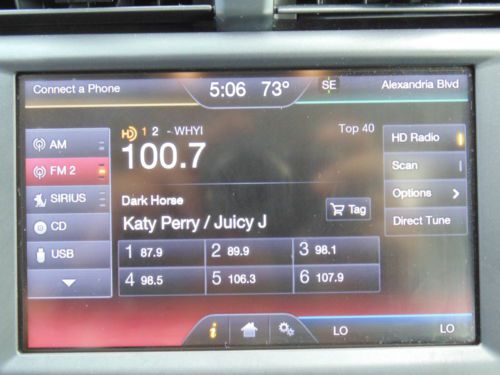 Connect a Phone 5:06 73° SE Alexandria Blvd
AM
FM 2
SIRIUS
CD
USB
HD 1 2 - WHYI Top 40
100.7
Dark Horse
Katy Perry / Juicy J
Tag
1 87.9 2 89.9 3 98.1
4 98.5 5 106.3 6 107.9
HD Radio
Scan
Options
Direct Tune
i LO LO